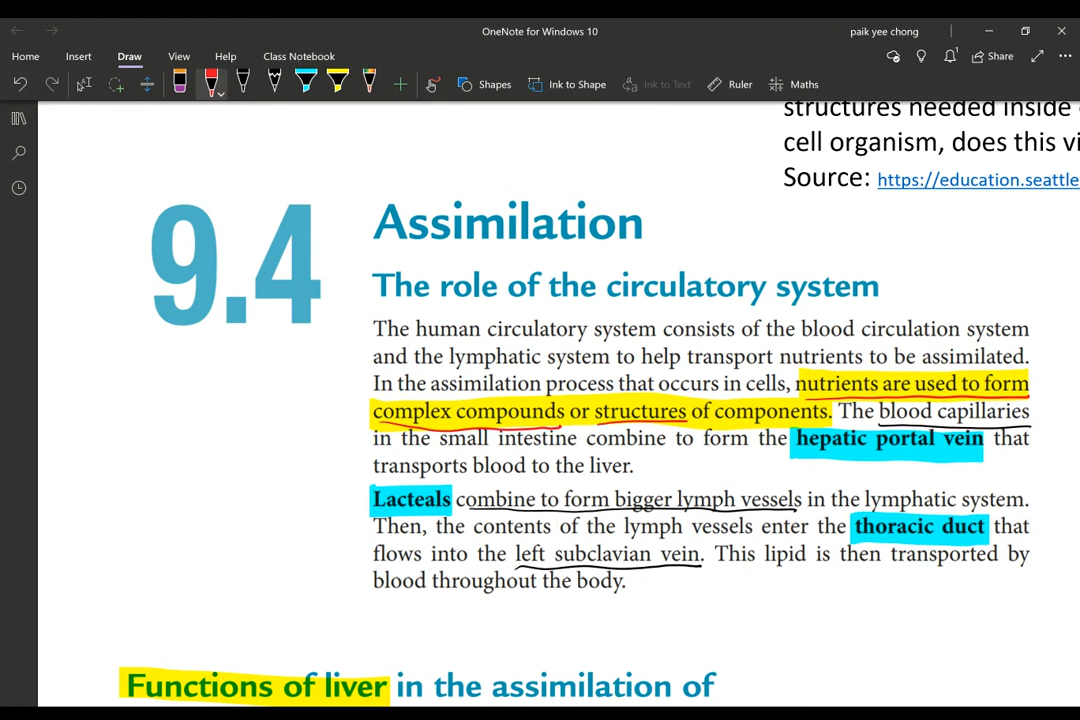 OneNote for Windows 10
paik yee chong
Home Insert Draw View Help Class Notebook
1 Share
Shapes Ink to Shape Ink to Text Ruler Maths
structures needed inside
cell organism, does this vi
Source: https://education.seattle
9.4
Assimilation
The role of the circulatory system
The human circulatory system consists of the blood circulation system
and the lymphatic system to help transport nutrients to be assimilated.
In the assimilation process that occurs in cells, nutrients are used to form
complex compounds or structures of components. The blood capillaries
in the small intestine combine to form the hepatic portal vein that
transports blood to the liver.
Lacteals combine to form bigger lymph vessels in the lymphatic system.
Then, the contents of the lymph vessels enter the thoracic duct that
flows into the left subclavian vein. This lipid is then transported by
blood throughout the body.
Functions of liver in the assimilation of